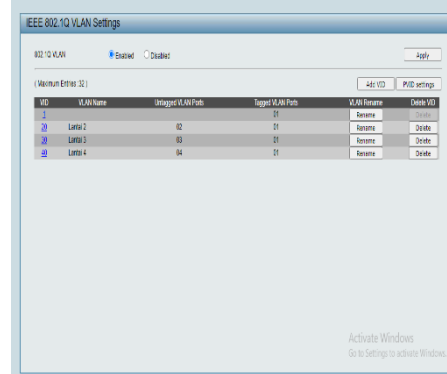 IEEE 802.1Q VLAN Settings
802.1Q VLAN Enabled Disabled Apply
( Maximum Entries :32 ) Add VID PVID settings
VID VLAN Name Untagged VLAN Ports Tagged VLAN Ports VLAN Rename Delete VID
1 01 Rename Delete
20 Lantai 2 02 01 Rename Delete
30 Lantai 3 03 01 Rename Delete
40 Lantai 4 04 01 Rename Delete
Activate Windows
Go to Settings to activate Windows.